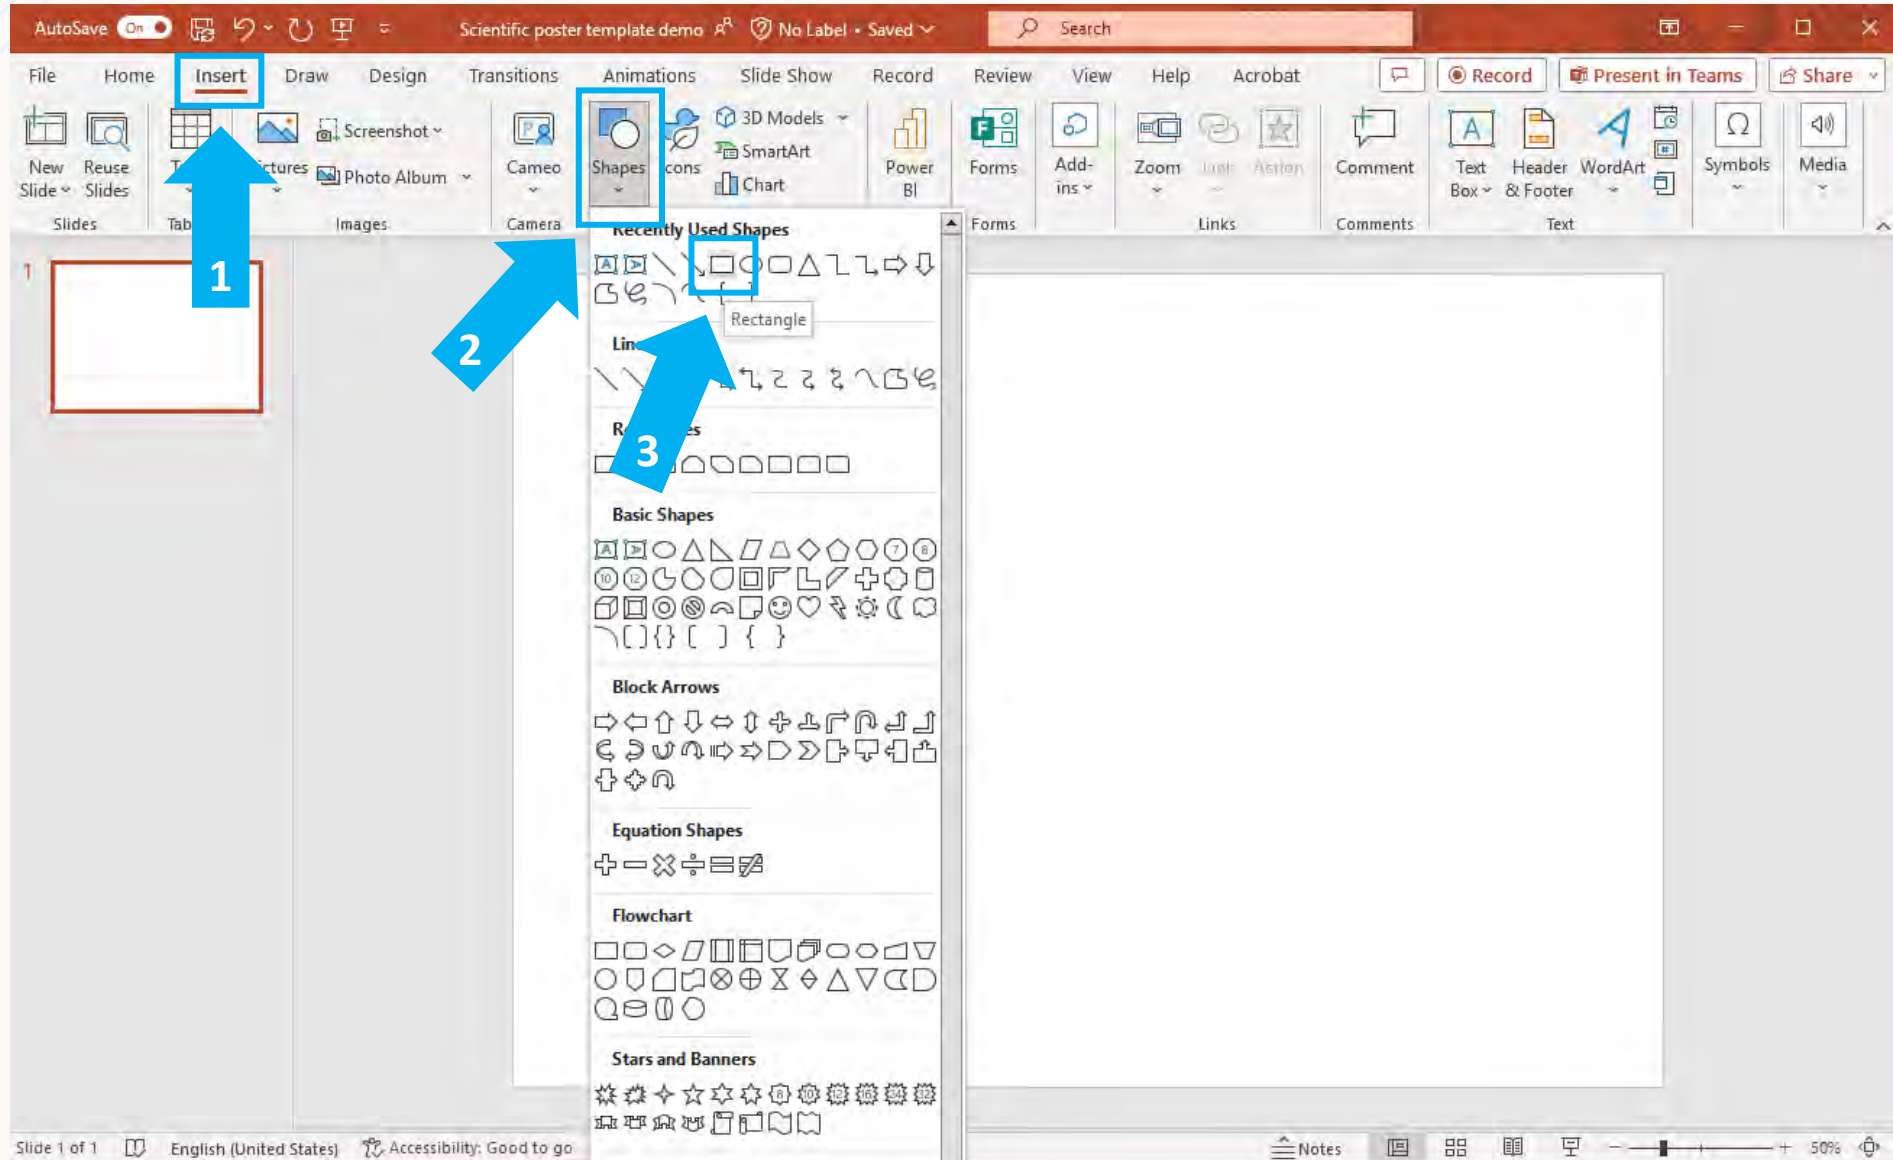 AutoSave On Scientific poster template demo No Label • Saved Search
File Home Insert Draw Design Transitions Animations Slide Show Record Review View Help Acrobat Record Present in Teams Share
New Slide
Reuse Slides
Screenshot
Photo Album
Cameo
Shapes
3D Models
SmartArt
Chart
Power BI
Forms
Add-ins
Zoom
Link
Action
Comment
Text Box
Header & Footer
WordArt
Symbols
Media
Slides
Images
Camera
Forms
Links
Comments
Text
1
2
3
1
Recently Used Shapes
Rectangle
Basic Shapes
Block Arrows
Equation Shapes
Flowchart
Stars and Banners
Slide 1 of 1 English (United States) Accessibility: Good to go Notes 50%